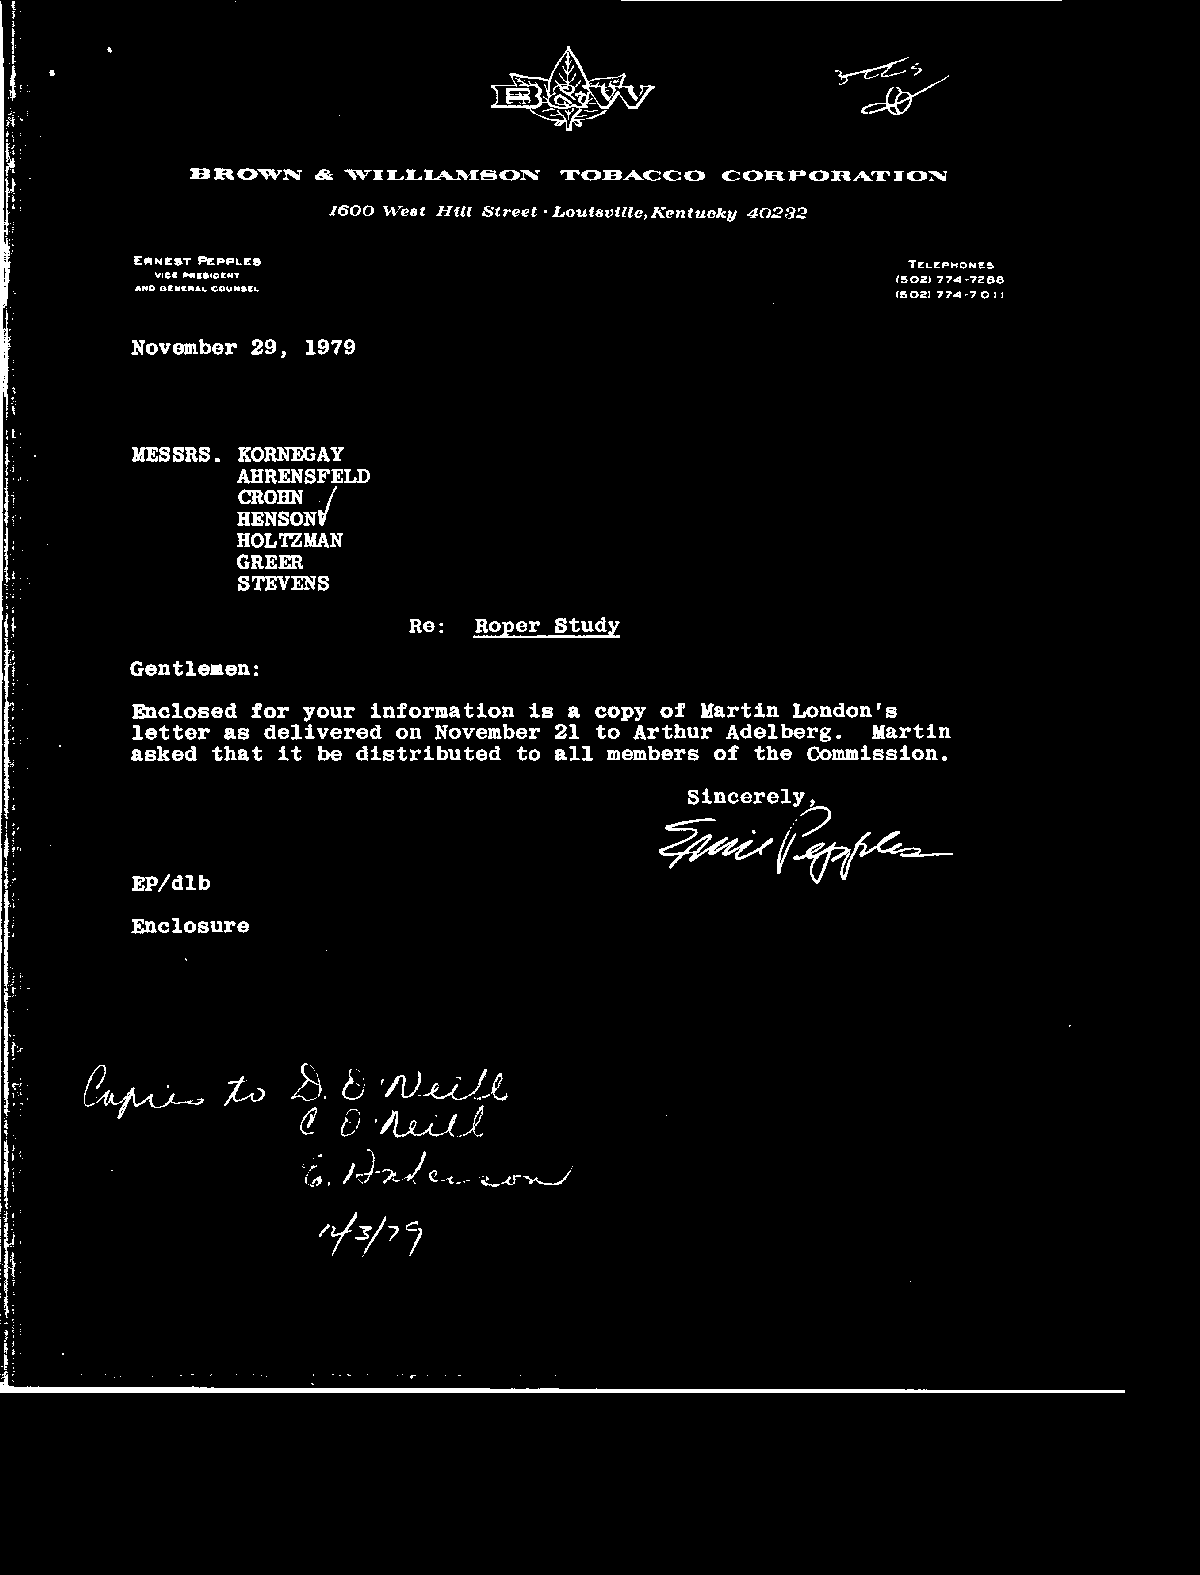 B&W
BROWN & WILLIAMSON TOBACCO CORPORATION
1600 West Hill Street · Louisville, Kentucky 40232
ERNEST PEPPLES
VICE PRESIDENT
AND GENERAL COUNSEL
TELEPHONES
(502) 774-7288
(502) 774-7011
November 29, 1979
MESSRS. KORNEGAY
AHRENSFELD
CROHN
HENSON
HOLTZMAN
GREER
STEVENS
Re: Roper Study
Gentlemen:
Enclosed for your information is a copy of Martin London's
letter as delivered on November 21 to Arthur Adelberg. Martin
asked that it be distributed to all members of the Commission.
Sincerely,
Ernie Pepples
EP/dlb
Enclosure
Copies to D. O'Neill
C O'Neill
E. Anderson
12/3/79